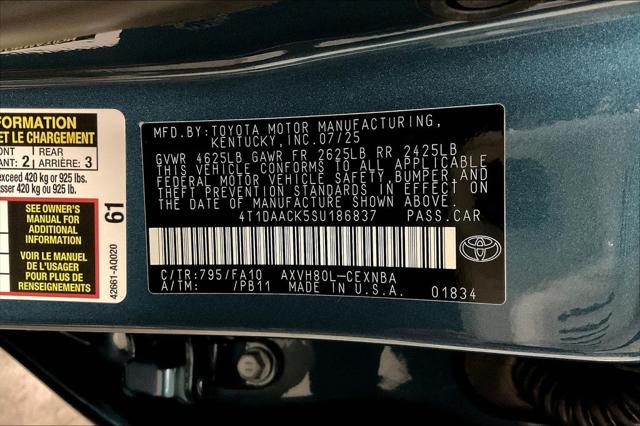 FORMATION
ET LE CHARGEMENT
REAR
ANT: 2 ARRIÈRE: 3
exceed 420 kg or 925 lbs.
sser 420 kg ou 925 lb.
SEE OWNER'S
MANUAL FOR
ADDITIONAL
INFORMATION
VOIR LE MANUEL
DE L'USAGER
POUR PLUS DE
RENSEIGNEMENTS
61
42661-A0020
MFD.BY:TOYOTA MOTOR MANUFACTURING,
KENTUCKY,INC.07/25
GVWR 4625LB GAWR FR 2625LB RR 2425LB
THIS VEHICLE CONFORMS TO ALL APPLICABLE
FEDERAL MOTOR VEHICLE SAFETY,BUMPER,AND
THEFT PREVENTION STANDARDS IN EFFECT ON
THE DATE OF MANUFACTURE SHOWN ABOVE.
4T1DAACK5SU186837 PASS.CAR
C/TR:795/FA10 AXVH80L-CEXNBA
A/TM: /PB11 MADE IN U.S.A. 01834